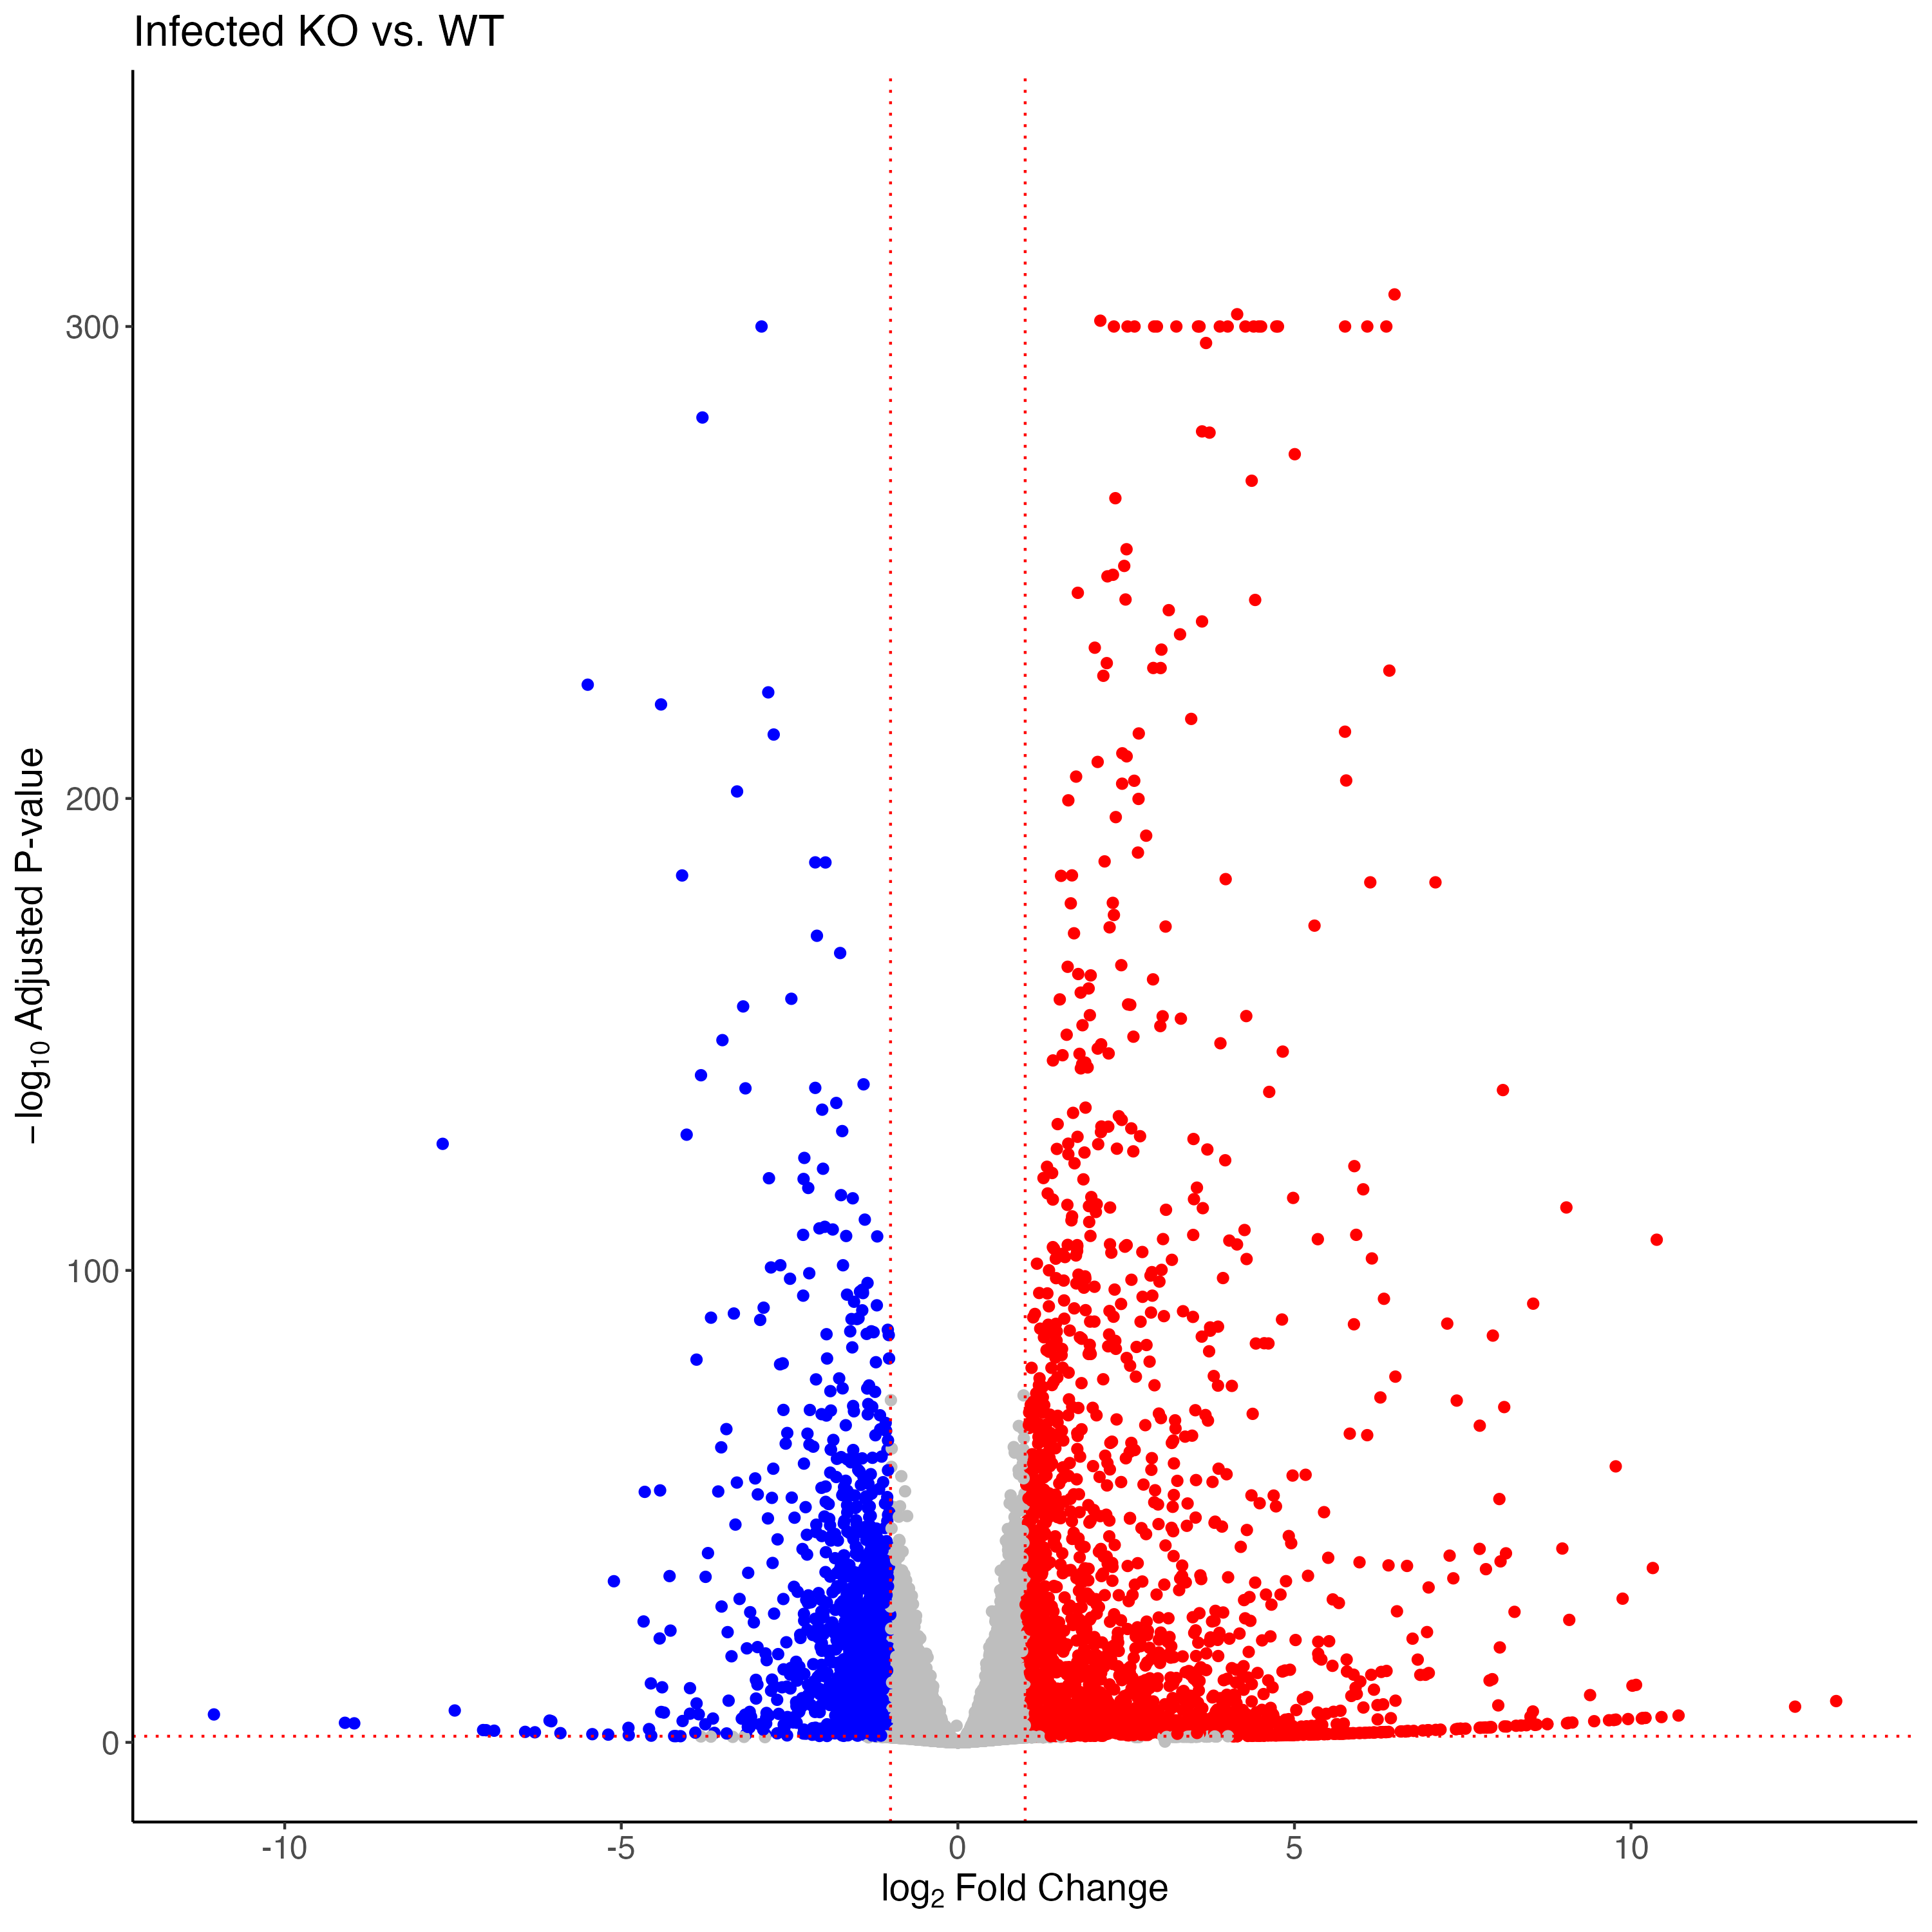 Infected KO vs. WT
300
200
100
0
−log₁₀ Adjusted P-value
-10 -5 0 5 10
log₂ Fold Change